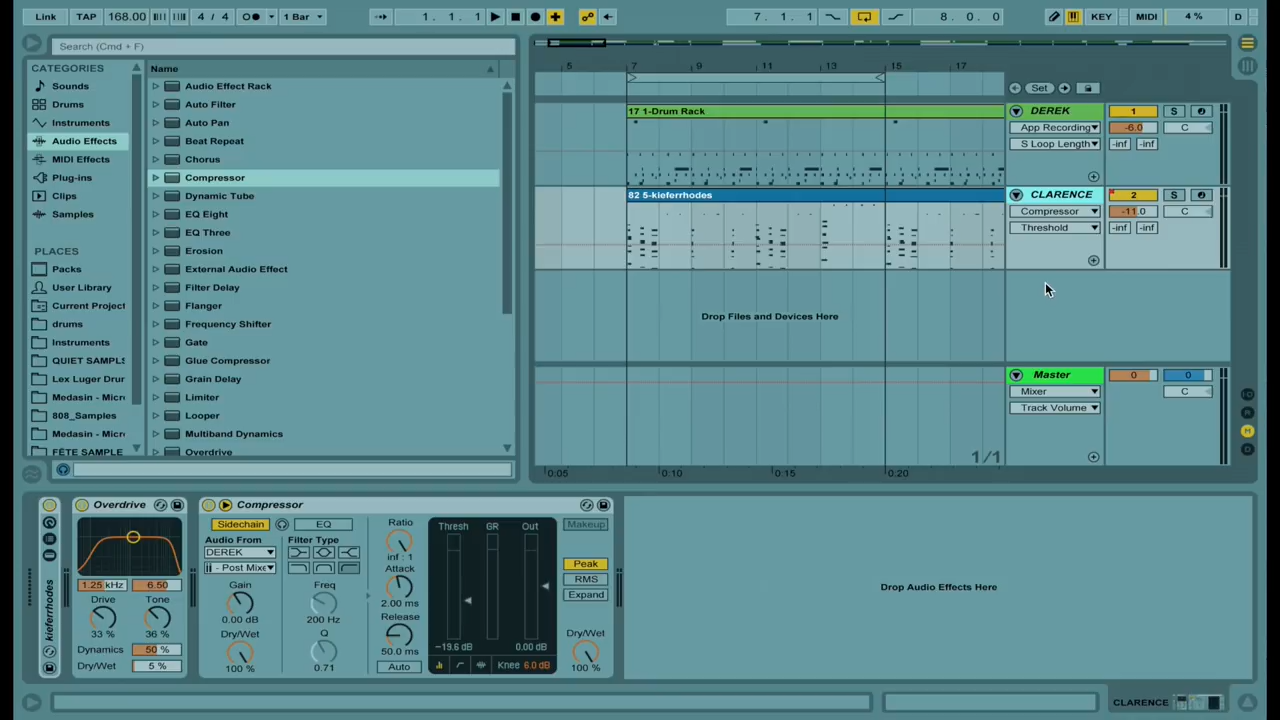 Link TAP 168.00 4 / 4 1 Bar 1. 1. 1 7. 1. 1 8. 0. 0 KEY MIDI 4 % D
Search (Cmd + F)
CATEGORIES
Sounds
Drums
Instruments
Audio Effects
MIDI Effects
Plug-ins
Clips
Samples
PLACES
Packs
User Library
Current Project
drums
Instruments
QUIET SAMPLS
Lex Luger Drur
Medasin - Micro
808_Samples
Medasin - Micro
FÊTE SAMPLE
Name
Audio Effect Rack
Auto Filter
Auto Pan
Beat Repeat
Chorus
Compressor
Dynamic Tube
EQ Eight
EQ Three
Erosion
External Audio Effect
Filter Delay
Flanger
Frequency Shifter
Gate
Glue Compressor
Grain Delay
Limiter
Looper
Multiband Dynamics
Overdrive
5 7 9 11 13 15 17
Set
17 1-Drum Rack
DEREK 1 S
App Recording -6.0 C
S Loop Length -inf -inf
82 5-kieferrhodes
CLARENCE 2 S
Compressor -11.0 C
Threshold -inf -inf
Drop Files and Devices Here
Master 0 0
Mixer C
Track Volume
1/1
0:05 0:10 0:15 0:20
kieferrhodes
Overdrive
1.25 kHz 6.50
Drive Tone
33 % 36 %
Dynamics 50 %
Dry/Wet 5 %
Compressor
Sidechain EQ
Audio From Filter Type
DEREK
- Post Mixe
Gain Freq
0.00 dB 200 Hz
Dry/Wet Q
100 % 0.71
Ratio
inf : 1
Attack
2.00 ms
Release
50.0 ms
Auto
Thresh GR Out
-19.6 dB 0.00 dB
Knee 6.0 dB
Makeup
Peak
RMS
Expand
Dry/Wet
100 %
Drop Audio Effects Here
CLARENCE